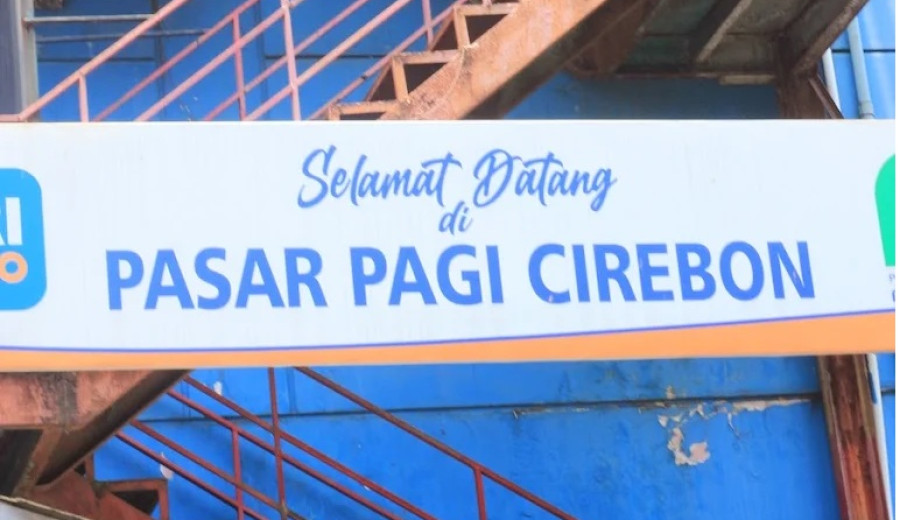 Selamat Datang
di
PASAR PAGI CIREBON